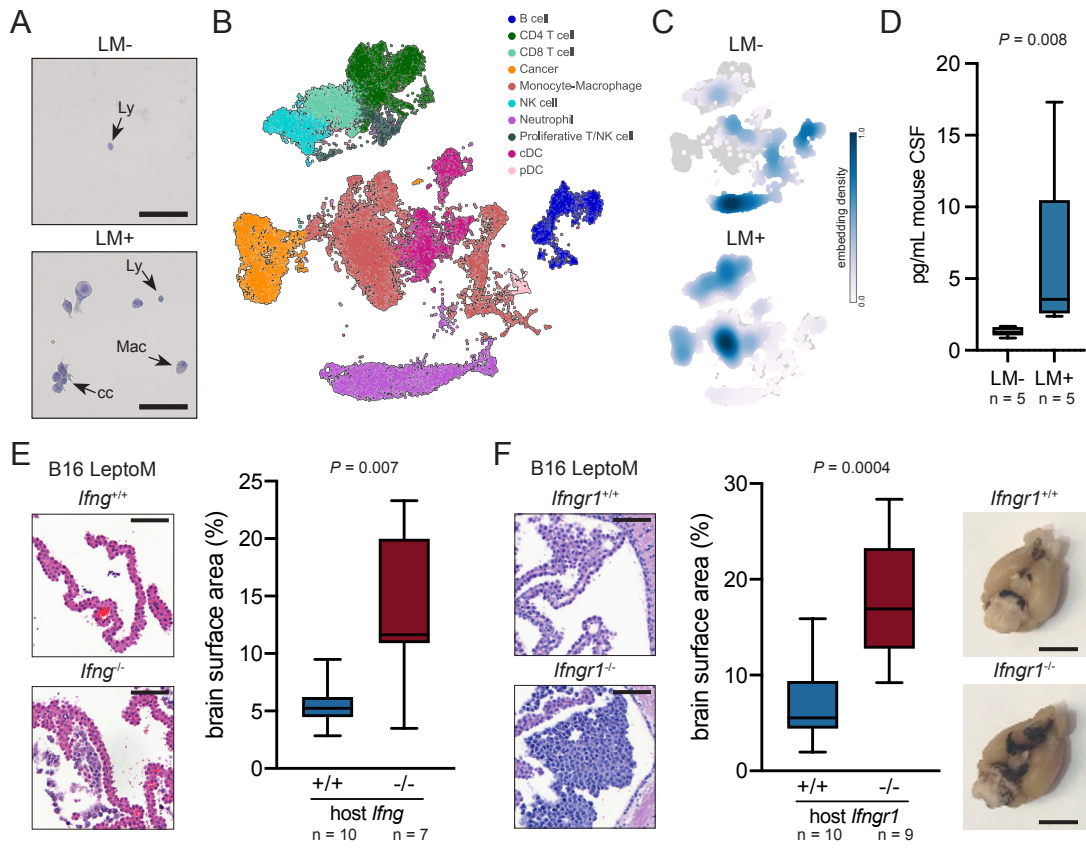 A
LM-
Ly
LM+
Ly
Mac
cc
B
B cell
CD4 T cell
CD8 T cell
Cancer
Monocyte-Macrophage
NK cell
Neutrophil
Proliferative T/NK cell
cDC
pDC
C
LM-
LM+
1.0
embedding density
0.0
D
P = 0.008
20
15
10
5
0
pg/mL mouse CSF
LM- LM+
n = 5 n = 5
E
B16 LeptoM
Ifng+/+
Ifng-/-
P = 0.007
25
20
15
10
5
0
brain surface area (%)
+/+ -/-
host Ifng
n = 10 n = 7
F
B16 LeptoM
Ifngr1+/+
Ifngr1-/-
P = 0.0004
30
20
10
0
brain surface area (%)
+/+ -/-
host Ifngr1
n = 10 n = 9
Ifngr1+/+
Ifngr1-/-